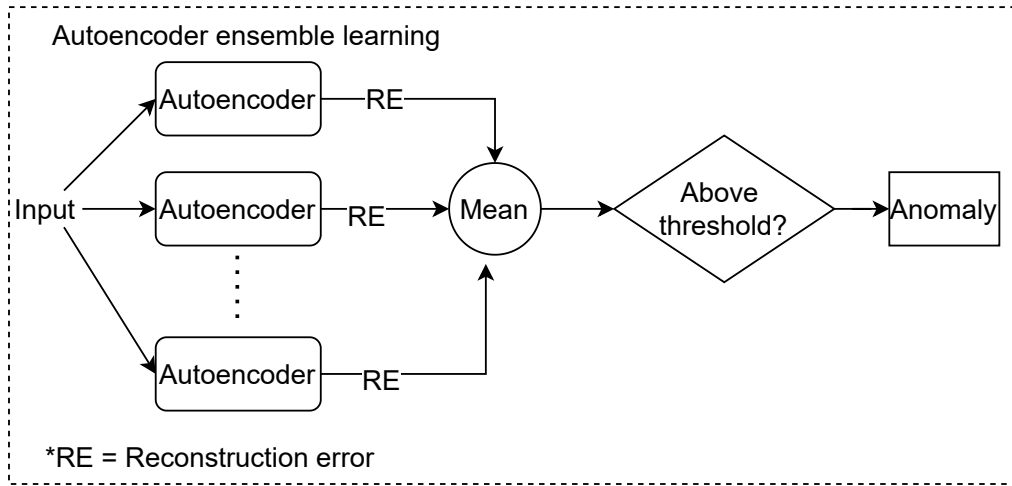 Autoencoder ensemble learning
Autoencoder
RE
Input
Autoencoder
RE
Mean
Above
threshold?
Anomaly
Autoencoder
RE
*RE = Reconstruction error